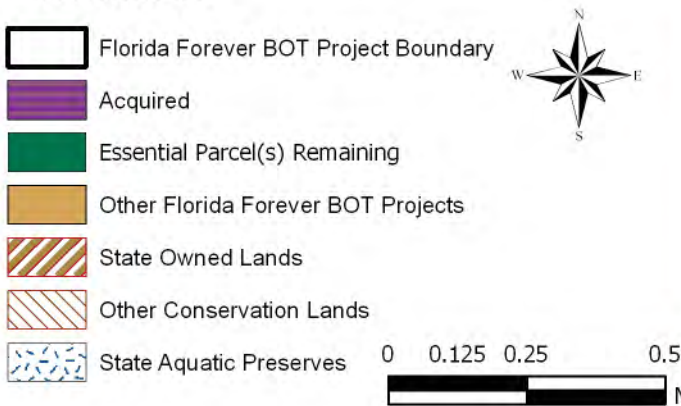 N
W E
S
Florida Forever BOT Project Boundary
Acquired
Essential Parcel(s) Remaining
Other Florida Forever BOT Projects
State Owned Lands
Other Conservation Lands
State Aquatic Preserves
0 0.125 0.25 0.5